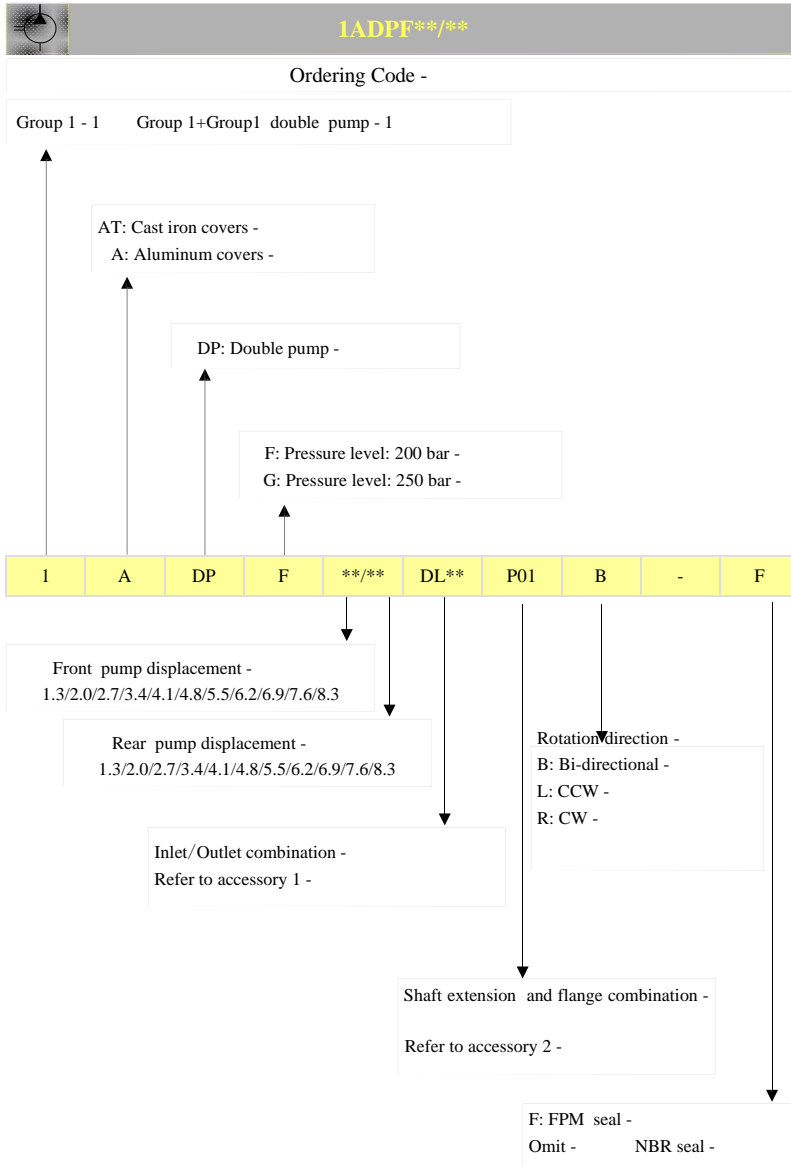 1ADPF**/**
Ordering Code -
Group 1 - 1 Group 1+Group1 double pump - 1
AT: Cast iron covers -
A: Aluminum covers -
DP: Double pump -
F: Pressure level: 200 bar -
G: Pressure level: 250 bar -
1 A DP F **/** DL** P01 B - F
Front pump displacement -
1.3/2.0/2.7/3.4/4.1/4.8/5.5/6.2/6.9/7.6/8.3
Rear pump displacement -
1.3/2.0/2.7/3.4/4.1/4.8/5.5/6.2/6.9/7.6/8.3
Rotation direction -
B: Bi-directional -
L: CCW -
R: CW -
Inlet/Outlet combination -
Refer to accessory 1 -
Shaft extension and flange combination -
Refer to accessory 2 -
F: FPM seal -
Omit - NBR seal -